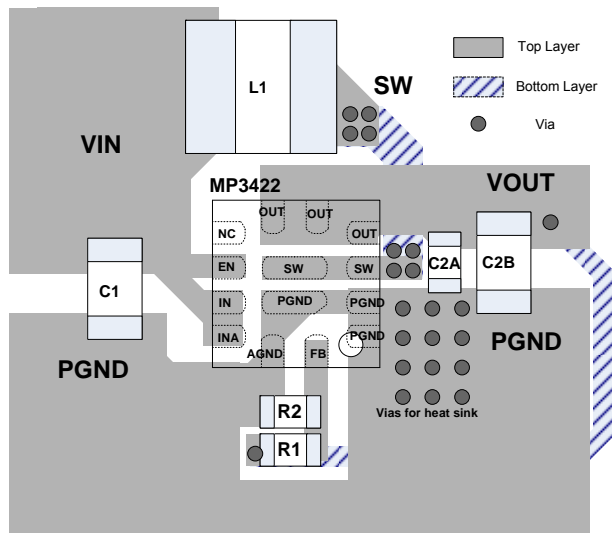 Top Layer
L1
SW
Bottom Layer
VIN
Via
MP3422
VOUT
OUT OUT
NC OUT
EN SW SW C2A C2B
C1
IN PGND PGND
INA PGND
PGND PGND
AGND FB
R2 Vias for heat sink
R1